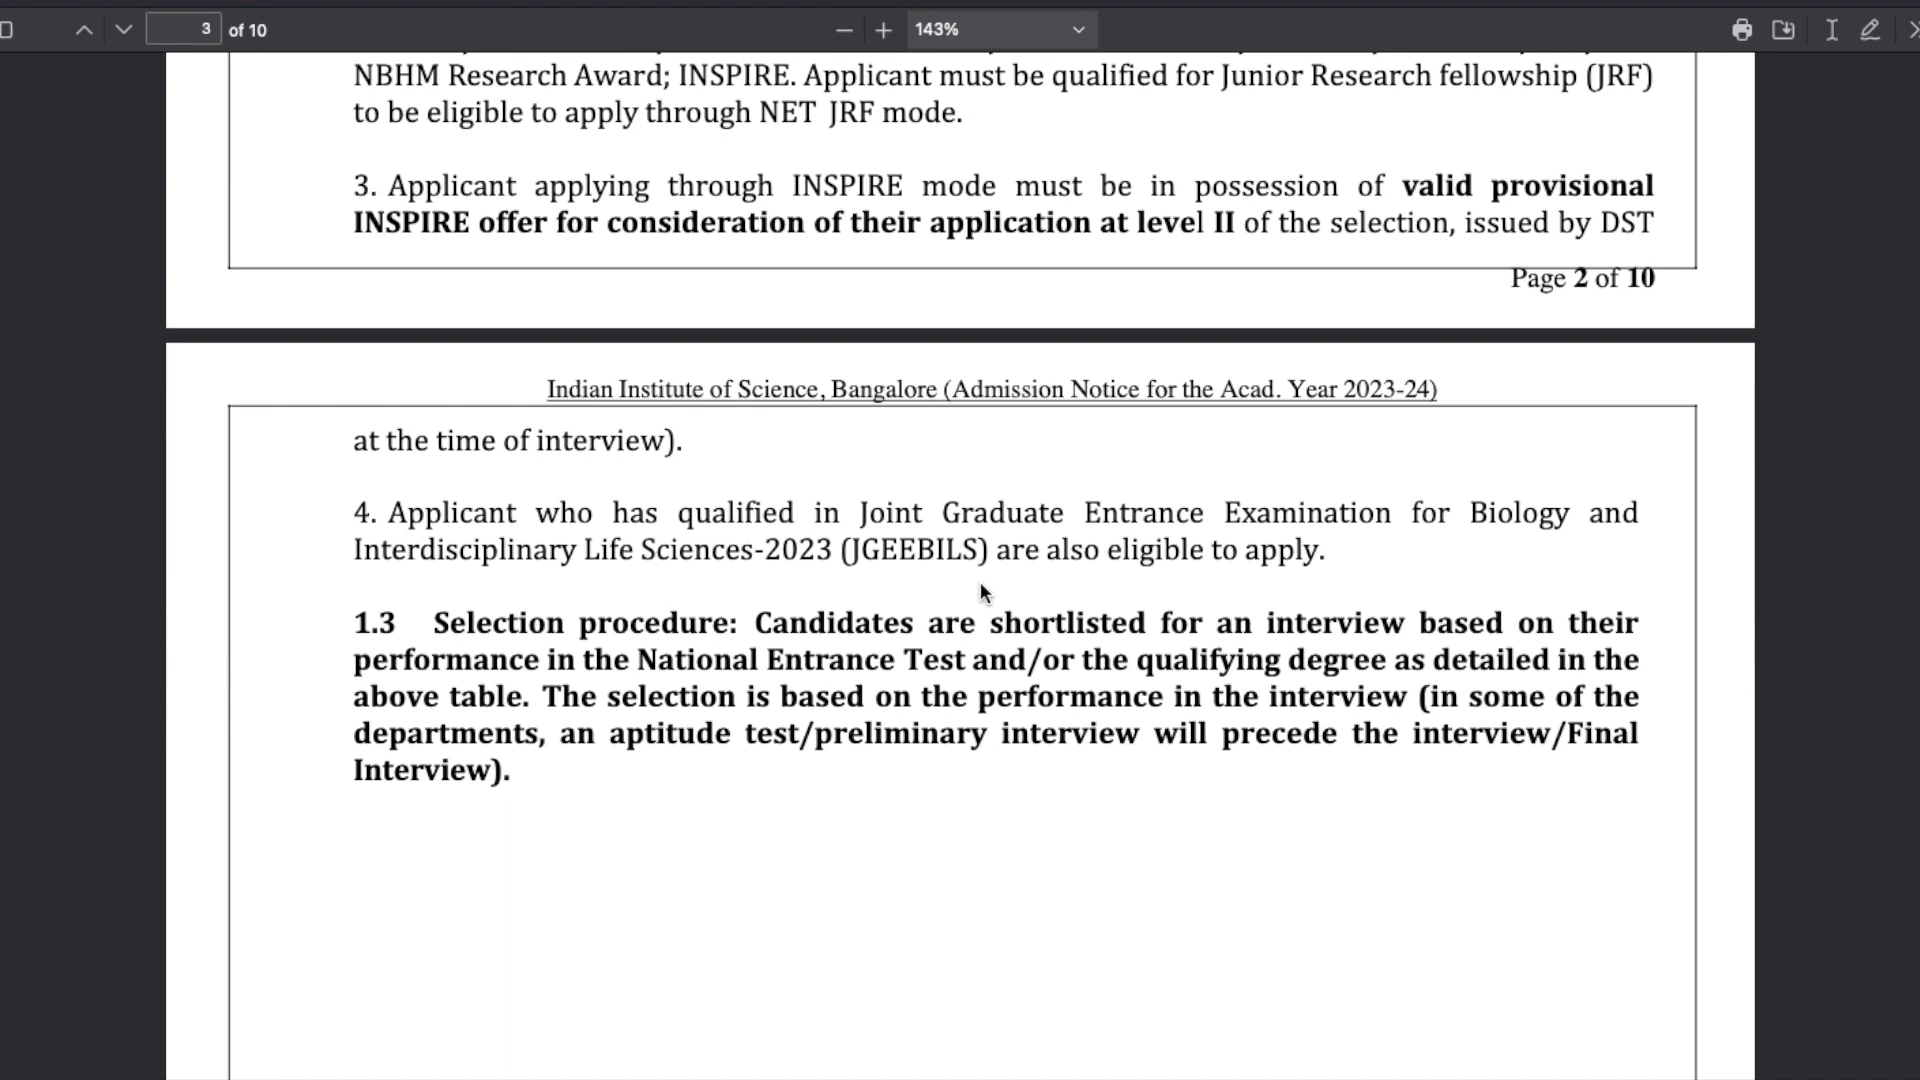 3 of 10
143%
NBHM Research Award; INSPIRE. Applicant must be qualified for Junior Research fellowship (JRF)
to be eligible to apply through NET JRF mode.
3. Applicant applying through INSPIRE mode must be in possession of valid provisional
INSPIRE offer for consideration of their application at level II of the selection, issued by DST
Page 2 of 10
Indian Institute of Science, Bangalore (Admission Notice for the Acad. Year 2023-24)
at the time of interview).
4. Applicant who has qualified in Joint Graduate Entrance Examination for Biology and
Interdisciplinary Life Sciences-2023 (JGEEBILS) are also eligible to apply.
1.3 Selection procedure: Candidates are shortlisted for an interview based on their
performance in the National Entrance Test and/or the qualifying degree as detailed in the
above table. The selection is based on the performance in the interview (in some of the
departments, an aptitude test/preliminary interview will precede the interview/Final
Interview).